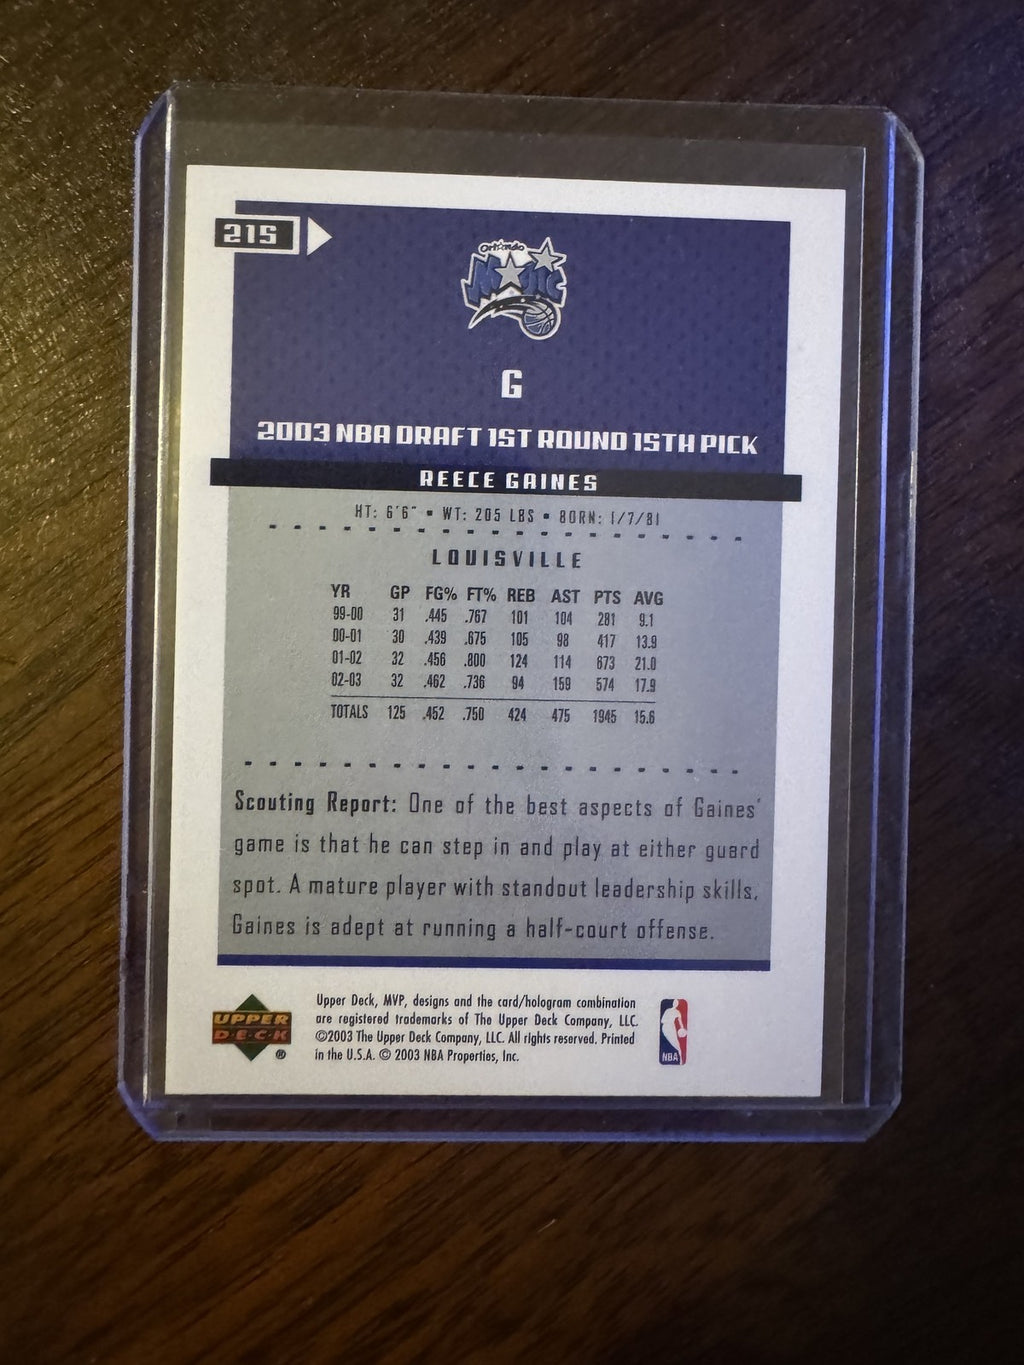 215
Orlando
Magic
G
2003 NBA DRAFT 1ST ROUND 15TH PICK
REECE GAINES
HT: 6'6" ▪ WT: 205 LBS ▪ BORN: 1/7/81
LOUISVILLE
YR GP FG% FT% REB AST PTS AVG
99-00 31 .445 .767 101 104 281 9.1
00-01 30 .439 .675 105 98 417 13.9
01-02 32 .456 .800 124 114 673 21.0
02-03 32 .462 .736 94 159 574 17.9
TOTALS 125 .452 .750 424 475 1945 15.6
Scouting Report: One of the best aspects of Gaines'
game is that he can step in and play at either guard
spot. A mature player with standout leadership skills,
Gaines is adept at running a half-court offense.
UPPER
DECK
®
Upper Deck, MVP, designs and the card/hologram combination
are registered trademarks of The Upper Deck Company, LLC.
©2003 The Upper Deck Company, LLC. All rights reserved. Printed
in the U.S.A. © 2003 NBA Properties, Inc.
NBA